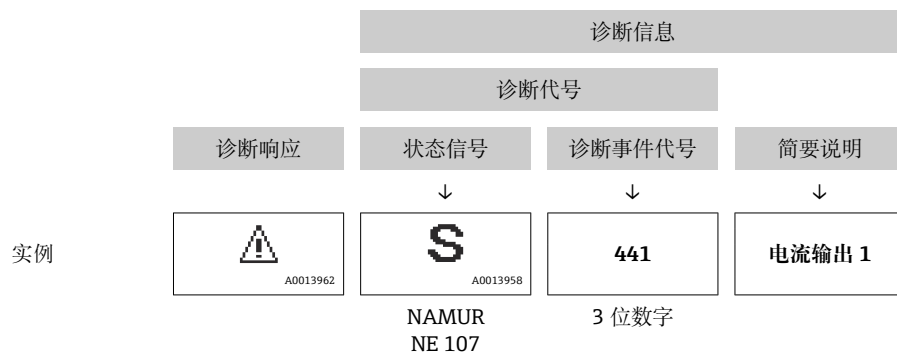 诊断信息
诊断代号
诊断响应 状态信号 诊断事件代号 简要说明
↓ ↓ ↓
实例 S 441 电流输出 1
A0013962 A0013958
NAMUR 3 位数字
NE 107